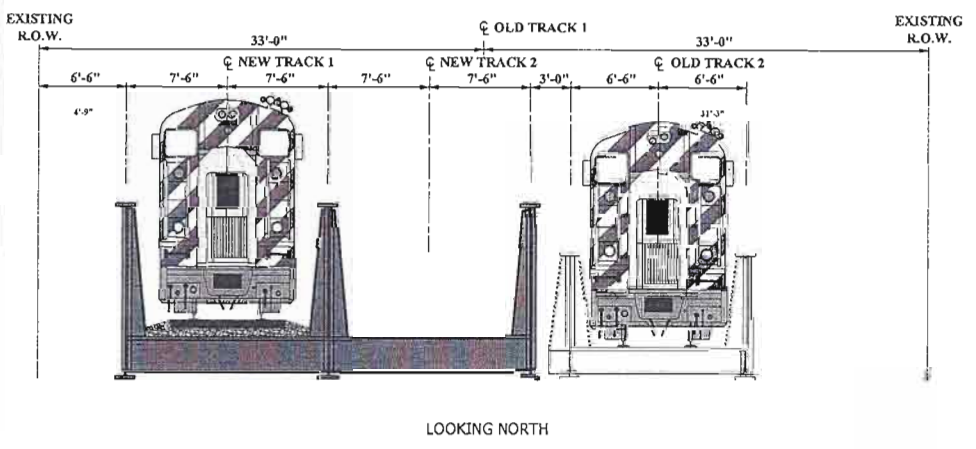 EXISTING
R.O.W.
℄ OLD TRACK 1
EXISTING
R.O.W.
33'-0"
33'-0"
℄ NEW TRACK 1
℄ NEW TRACK 2
℄ OLD TRACK 2
6'-6"
7'-6"
7'-6"
7'-6"
7'-6"
3'-0"
6'-6"
6'-6"
4'-9"
11'-3"
LOOKING NORTH